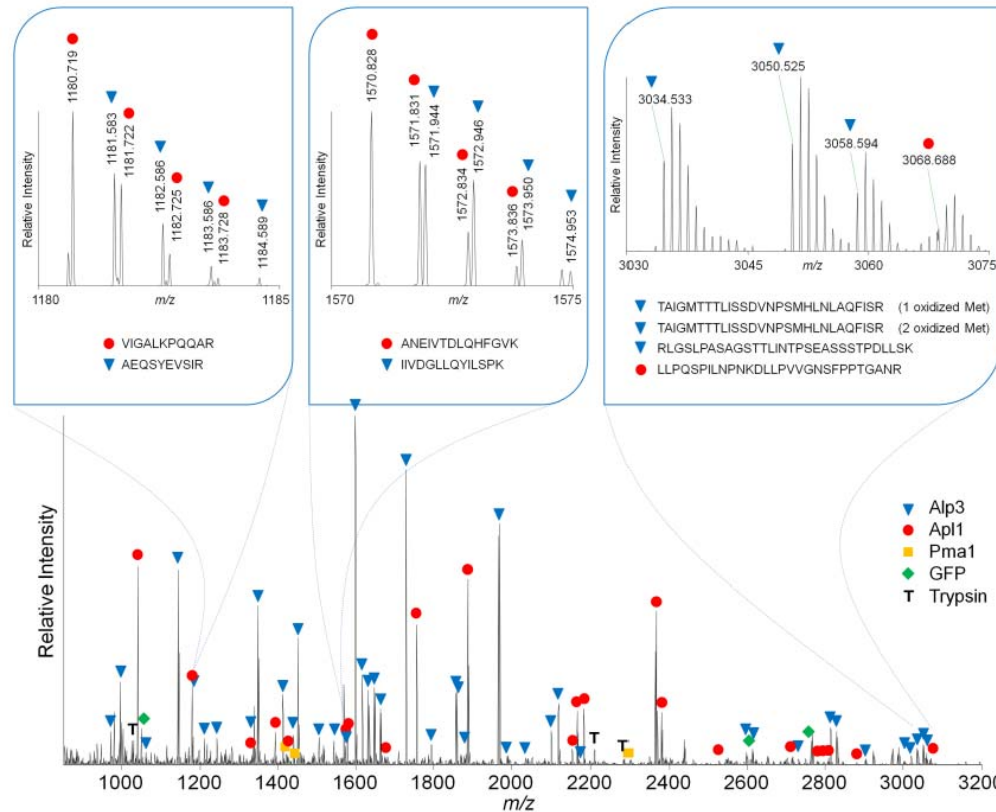 Relative Intensity
1180.719
1181.583
1181.722
1182.586
1182.725
1183.586
1183.728
1184.589
1180
m/z
1185
VIGALKPQQAR
AEQSYEVSIR
Relative Intensity
1570.828
1571.831
1571.944
1572.834
1572.946
1573.836
1573.950
1574.953
1570
m/z
1575
ANEIVTDLQHFGVK
IIVDGLLQYILSPK
Relative Intensity
3034.533
3050.525
3058.594
3068.688
3030
3045
m/z
3060
3075
TAIGMTTTLISSDVNPSMHLNLAQFISR (1 oxidized Met)
TAIGMTTTLISSDVNPSMHLNLAQFISR (2 oxidized Met)
RLGSLPASAGSTTLINTPSEASSSTPDLLSK
LLPQSPILNPNKDLLPVVGNSFPPTGANR
Relative Intensity
Alp3
Apl1
Pma1
GFP
T Trypsin
T
T
T
1000 1200 1400 1600 1800 2000 2200 2400 2600 2800 3000 3200
m/z